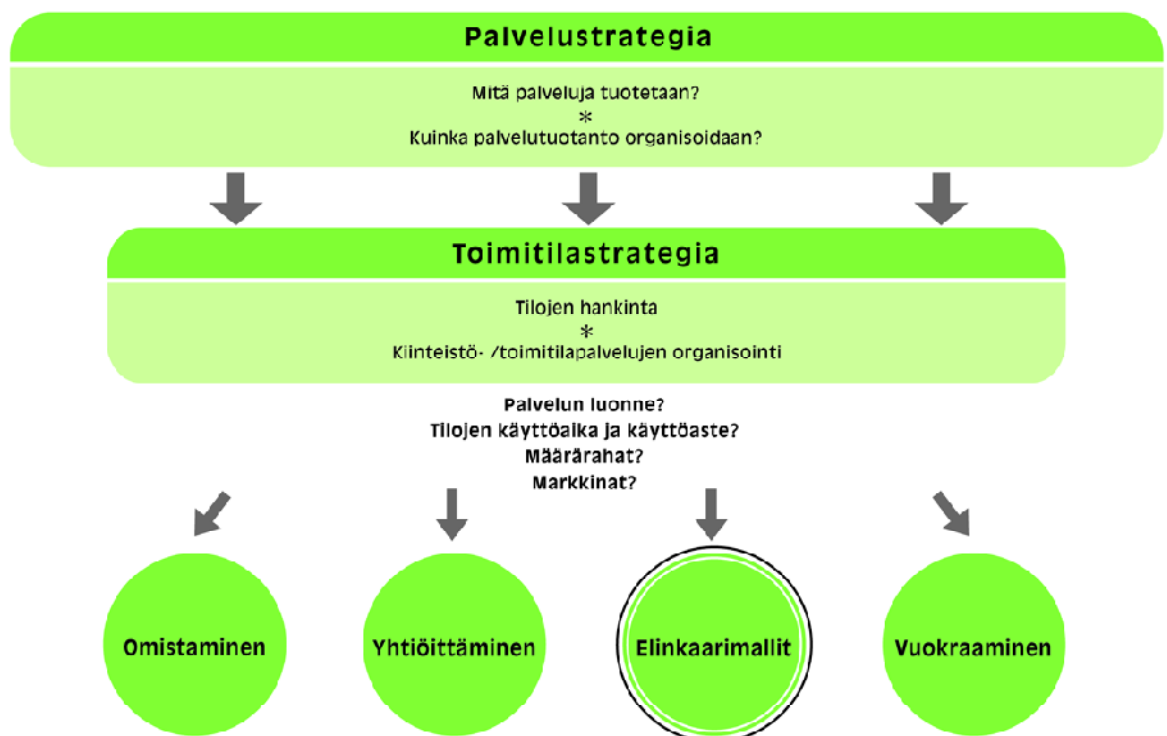 Palvelustrategia
Mitä palveluja tuotetaan?
*
Kuinka palvelutuotanto organisoidaan?
Toimitilastrategia
Tilojen hankinta
*
Kiinteistö- /toimitilapalvelujen organisointi
Palvelun luonne?
Tilojen käyttöaika ja käyttöaste?
Määrärahat?
Markkinat?
Omistaminen
Yhtiöittäminen
Elinkaarimallit
Vuokraaminen